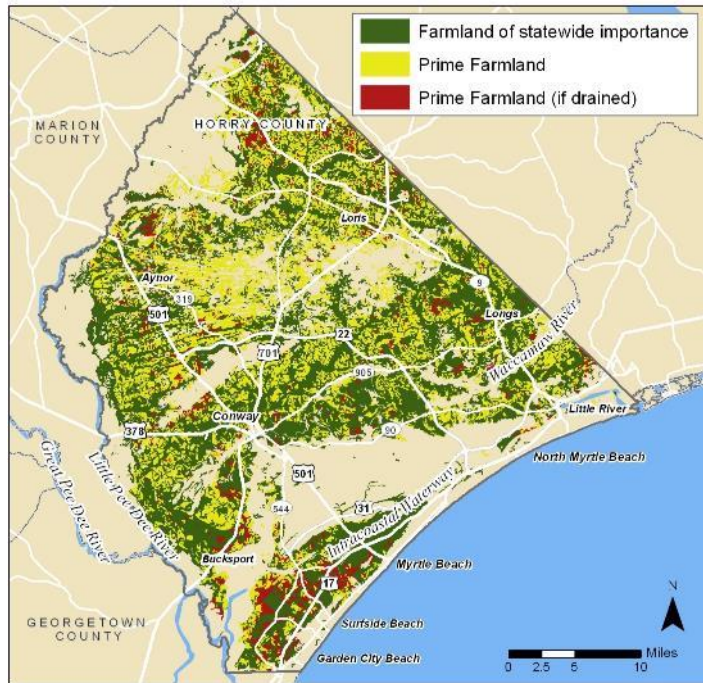 Farmland of statewide importance
Prime Farmland
Prime Farmland (if drained)
MARION
COUNTY
HORRY COUNTY
Loris
Aynor
319
501
9
Longs
22
701
Waccamaw River
905
Conway
Little River
378
90
North Myrtle Beach
501
Great Pee Dee River
Little Pee Dee River
544
31
Intracoastal Waterway
Bucksport
17
Myrtle Beach
N
GEORGETOWN
COUNTY
Surfside Beach
Garden City Beach
Miles
0 2.5 5 10